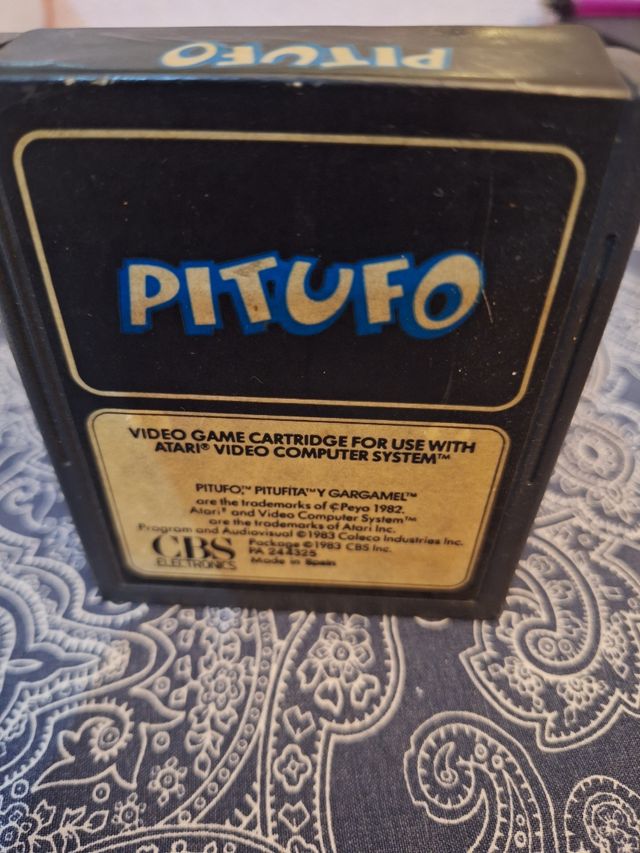 PITUFO
PITUFO
VIDEO GAME CARTRIDGE FOR USE WITH
ATARI® VIDEO COMPUTER SYSTEM™
PITUFO,™ PITUFITA™ Y GARGAMEL™
are the trademarks of ©Peyo 1982.
Atari® and Video Computer System™
are the trademarks of Atari Inc.
Program and Audiovisual ©1983 Coleco Industries Inc.
Package ©1983 CBS Inc.
PA 244325
Made in Spain
CBS
ELECTRONICS